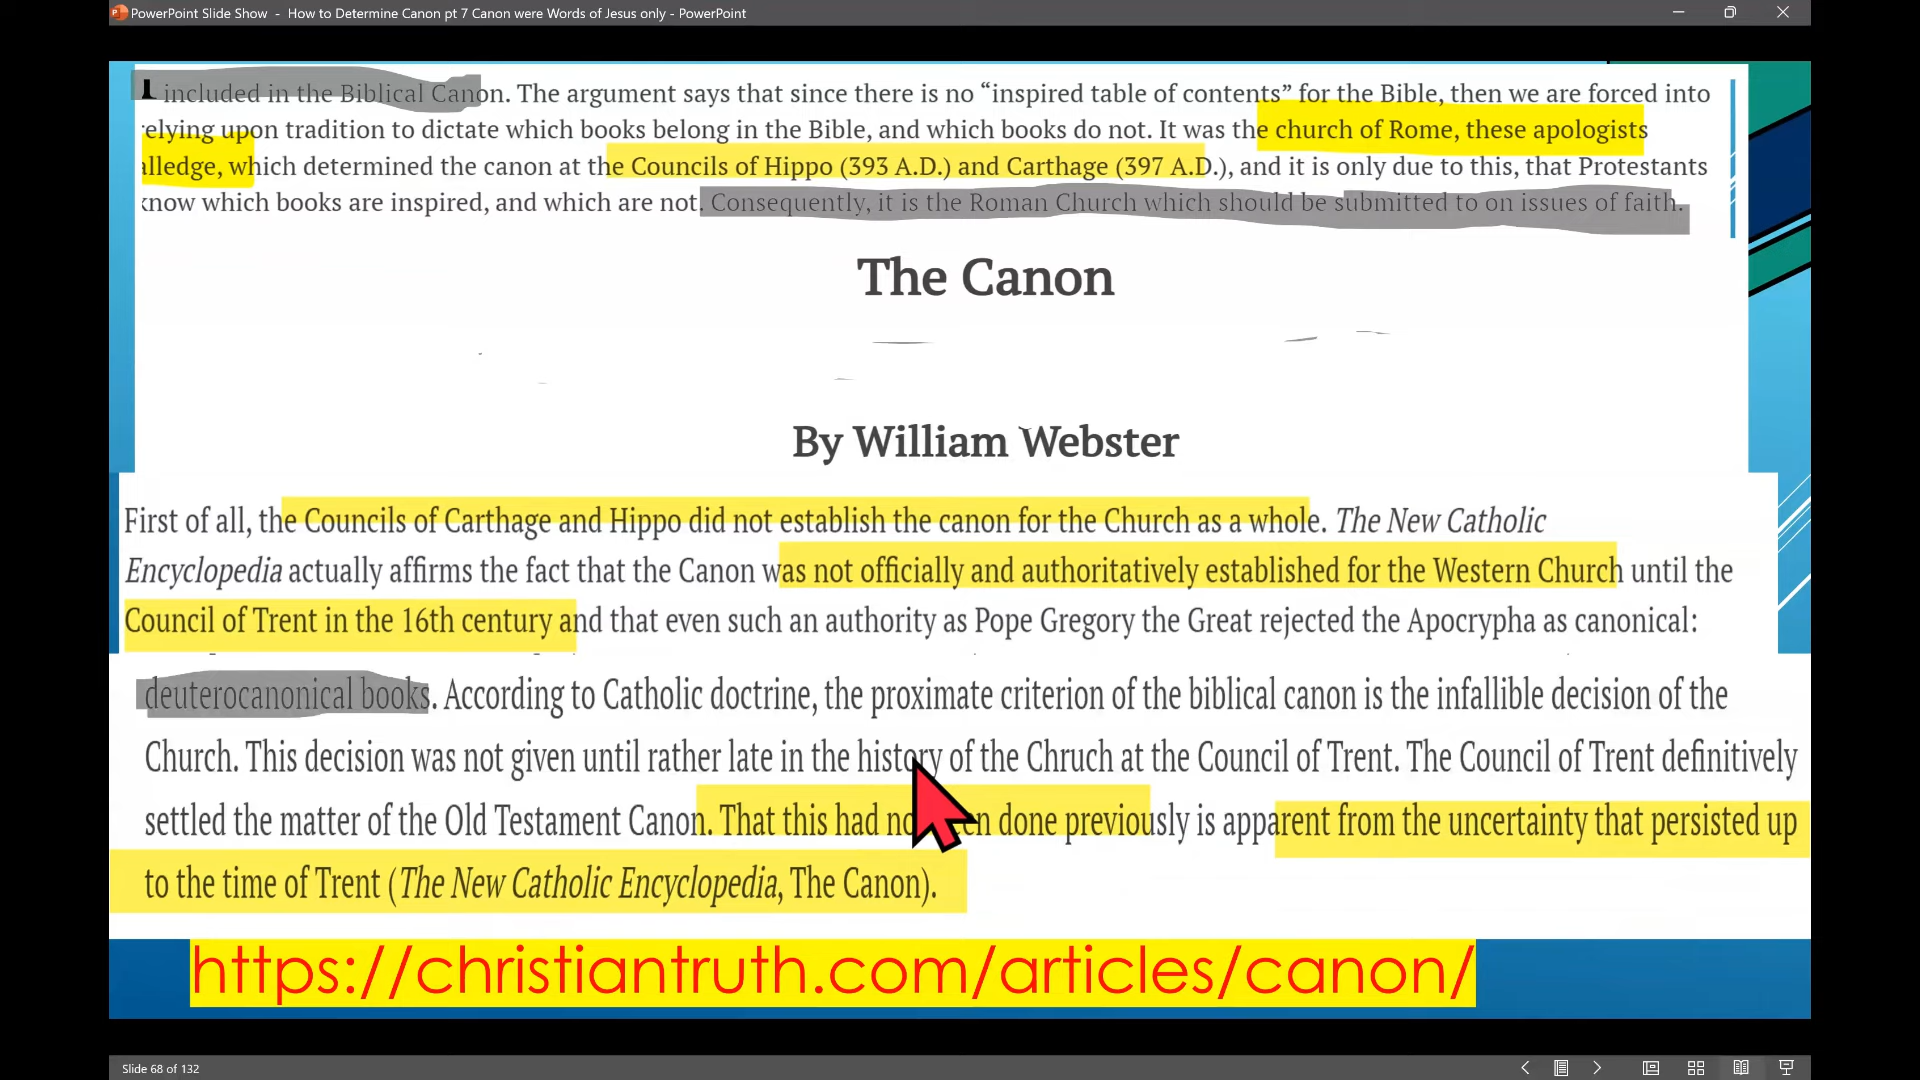 PowerPoint Slide Show - How to Determine Canon pt 7 Canon were Words of Jesus only - PowerPoint
included in the Biblical Canon. The argument says that since there is no “inspired table of contents” for the Bible, then we are forced into
relying upon tradition to dictate which books belong in the Bible, and which books do not. It was the church of Rome, these apologists
alledge, which determined the canon at the Councils of Hippo (393 A.D.) and Carthage (397 A.D.), and it is only due to this, that Protestants
know which books are inspired, and which are not. Consequently, it is the Roman Church which should be submitted to on issues of faith.
The Canon
By William Webster
First of all, the Councils of Carthage and Hippo did not establish the canon for the Church as a whole. The New Catholic
Encyclopedia actually affirms the fact that the Canon was not officially and authoritatively established for the Western Church until the
Council of Trent in the 16th century and that even such an authority as Pope Gregory the Great rejected the Apocrypha as canonical:
deuterocanonical books. According to Catholic doctrine, the proximate criterion of the biblical canon is the infallible decision of the
Church. This decision was not given until rather late in the history of the Chruch at the Council of Trent. The Council of Trent definitively
settled the matter of the Old Testament Canon. That this had not been done previously is apparent from the uncertainty that persisted up
to the time of Trent (The New Catholic Encyclopedia, The Canon).
https://christiantruth.com/articles/canon/
Slide 68 of 132